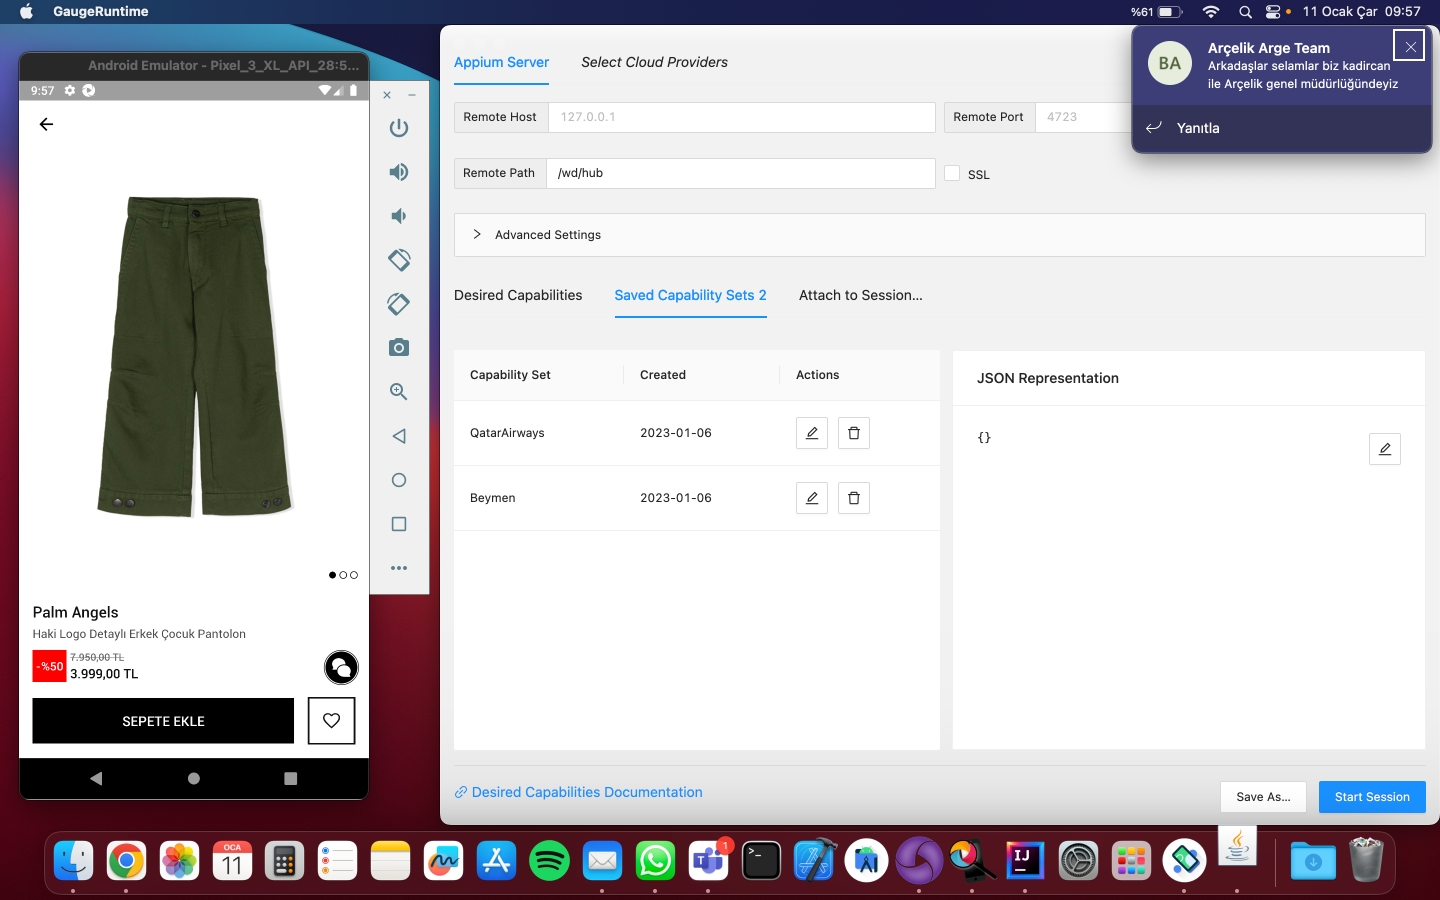 GaugeRuntime
%61
11 Ocak Çar 09:57
Android Emulator - Pixel_3_XL_API_28:5...
9:57
Palm Angels
Haki Logo Detaylı Erkek Çocuk Pantolon
-%50
7.950,00 TL
3.999,00 TL
SEPETE EKLE
Appium Server
Select Cloud Providers
Remote Host
127.0.0.1
Remote Port
4723
Remote Path
/wd/hub
SSL
Advanced Settings
Desired Capabilities
Saved Capability Sets 2
Attach to Session...
Capability Set
Created
Actions
QatarAirways
2023-01-06
Beymen
2023-01-06
JSON Representation
{}
Desired Capabilities Documentation
Save As...
Start Session
BA
Arçelik Arge Team
Arkadaşlar selamlar biz kadircan
ile Arçelik genel müdürlüğündeyiz
Yanıtla
OCA
11
T
1
>_
IJ